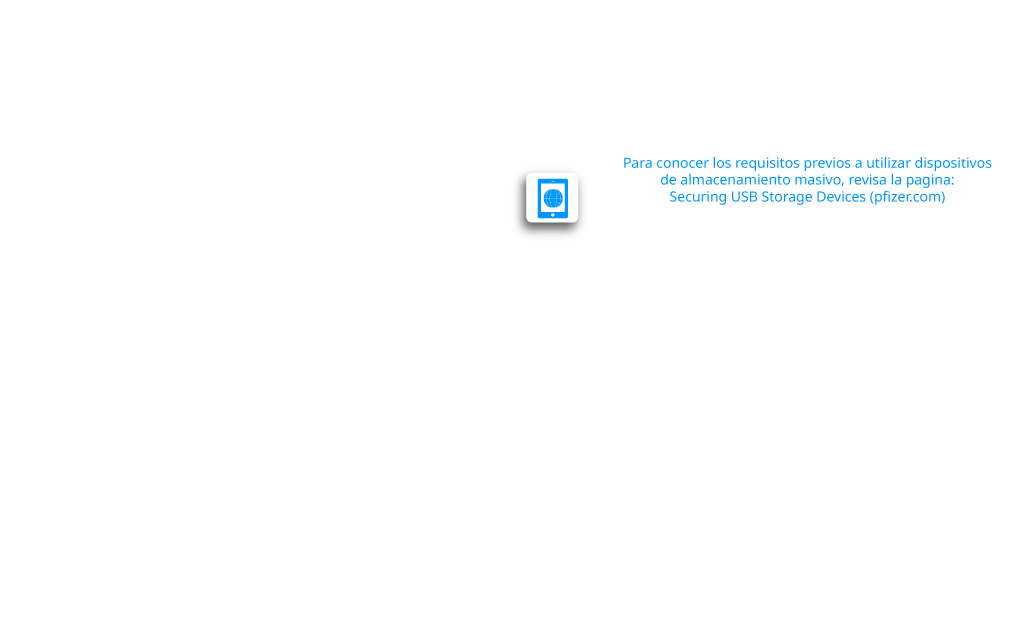 Para conocer los requisitos previos a utilizar dispositivos
de almacenamiento masivo, revisa la pagina:
Securing USB Storage Devices (pfizer.com)